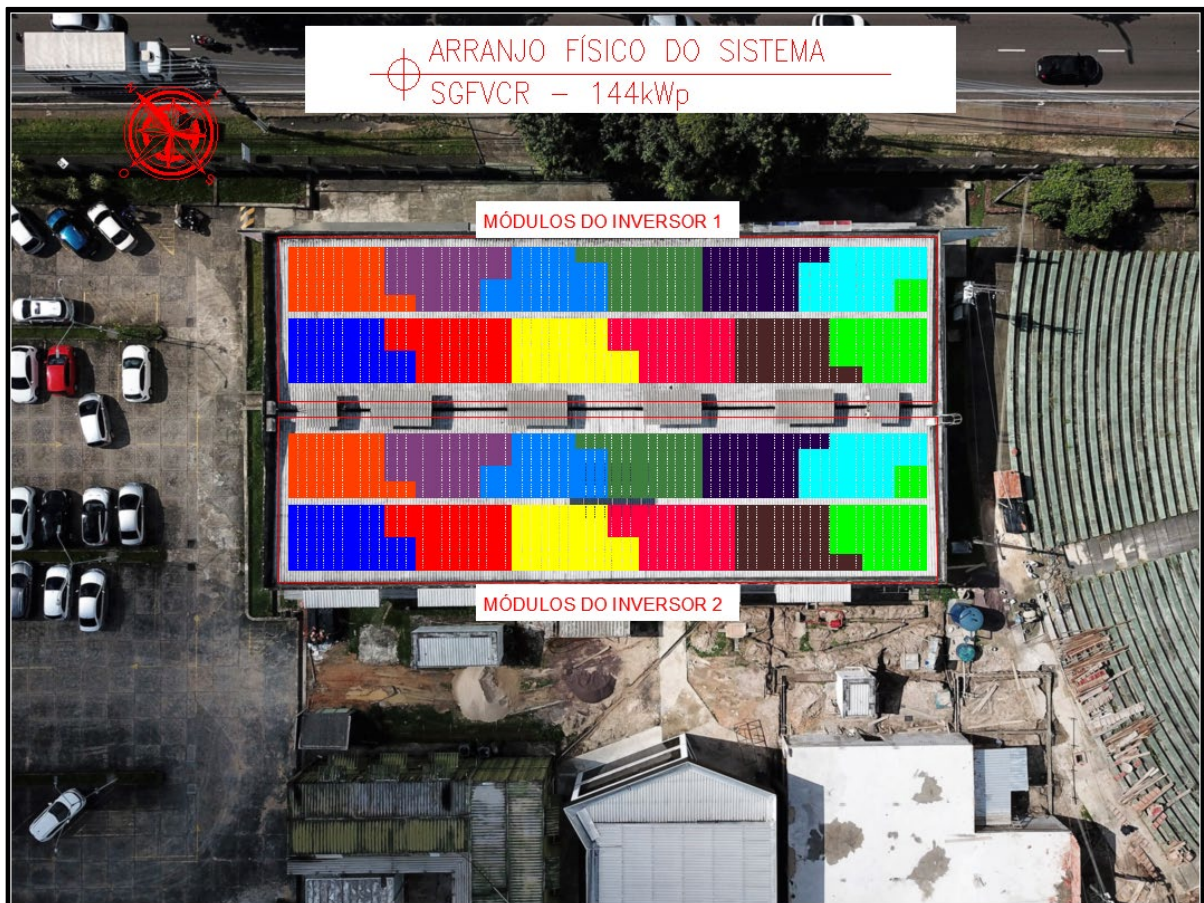 ARRANJO FÍSICO DO SISTEMA
SGFVCR - 144kWp
MÓDULOS DO INVERSOR 1
MÓDULOS DO INVERSOR 2